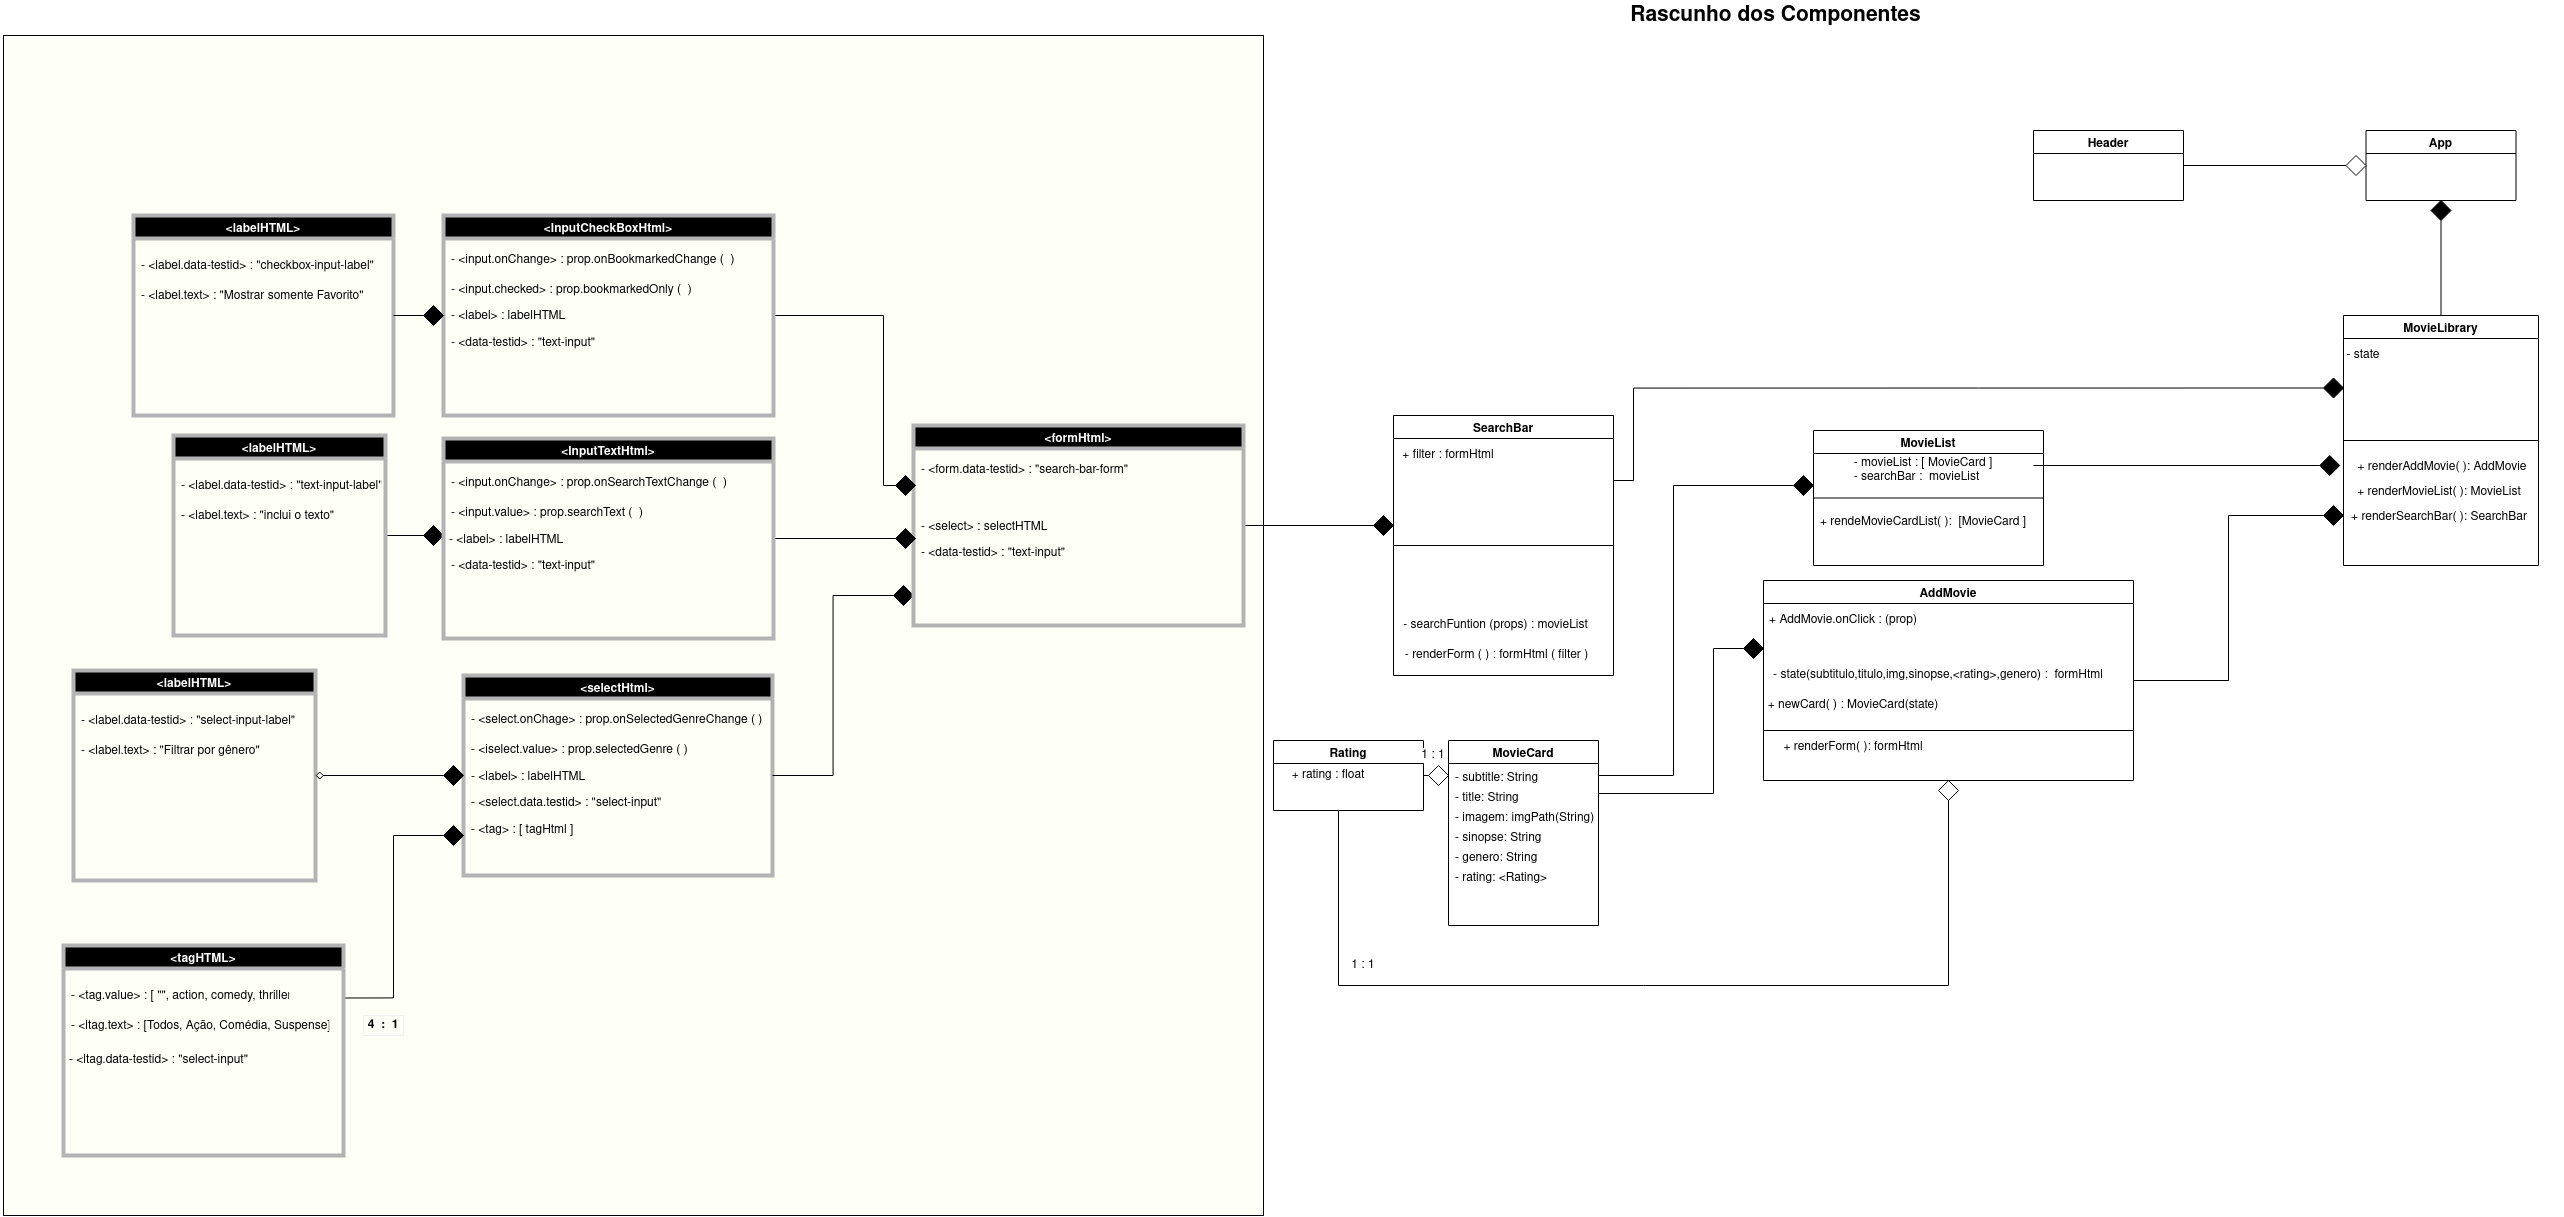 Rascunho dos Componentes
<labelHTML>
- <label.data-testid> : "checkbox-input-label"
- <label.text> : "Mostrar somente Favorito"
<InputCheckBoxHtml>
- <input.onChange> : prop.onBookmarkedChange (  )
- <input.checked> : prop.bookmarkedOnly (  )
- <label> : labelHTML
- <data-testid> : "text-input"
<labelHTML>
- <label.data-testid> : "text-input-label"
- <label.text> : "inclui o texto"
<InputTextHtml>
- <input.onChange> : prop.onSearchTextChange (  )
- <input.value> : prop.searchText (  )
- <label> : labelHTML
- <data-testid> : "text-input"
<labelHTML>
- <label.data-testid> : "select-input-label"
- <label.text> : "Filtrar por gênero"
<selectHtml>
- <select.onChage> : prop.onSelectedGenreChange ( )
- <iselect.value> : prop.selectedGenre ( )
- <label> : labelHTML
- <select.data.testid> : "select-input"
- <tag> : [ tagHtml ]
<tagHTML>
- <tag.value> : [ "", action, comedy, thriller
- <ltag.text> : [Todos, Ação, Comédia, Suspense]
- <ltag.data-testid> : "select-input"
4 : 1
<formHtml>
- <form.data-testid> : "search-bar-form"
- <select> : selectHTML
- <data-testid> : "text-input"
SearchBar
+ filter : formHtml
- searchFuntion (props) : movieList
- renderForm ( ) : formHtml ( filter )
Header
App
MovieLibrary
- state
+ renderAddMovie( ): AddMovie
+ renderMovieList( ): MovieList
+ renderSearchBar( ): SearchBar
MovieList
- movieList : [ MovieCard ]
- searchBar :  movieList
+ rendeMovieCardList( ):  [MovieCard ]
AddMovie
+ AddMovie.onClick : (prop)
- state(subtitulo,titulo,img,sinopse,<rating>,genero) :  formHtml
+ newCard( ) : MovieCard(state)
+ renderForm( ): formHtml
Rating
+ rating : float
1 : 1
MovieCard
- subtitle: String
- title: String
- imagem: imgPath(String)
- sinopse: String
- genero: String
- rating: <Rating>
1 : 1